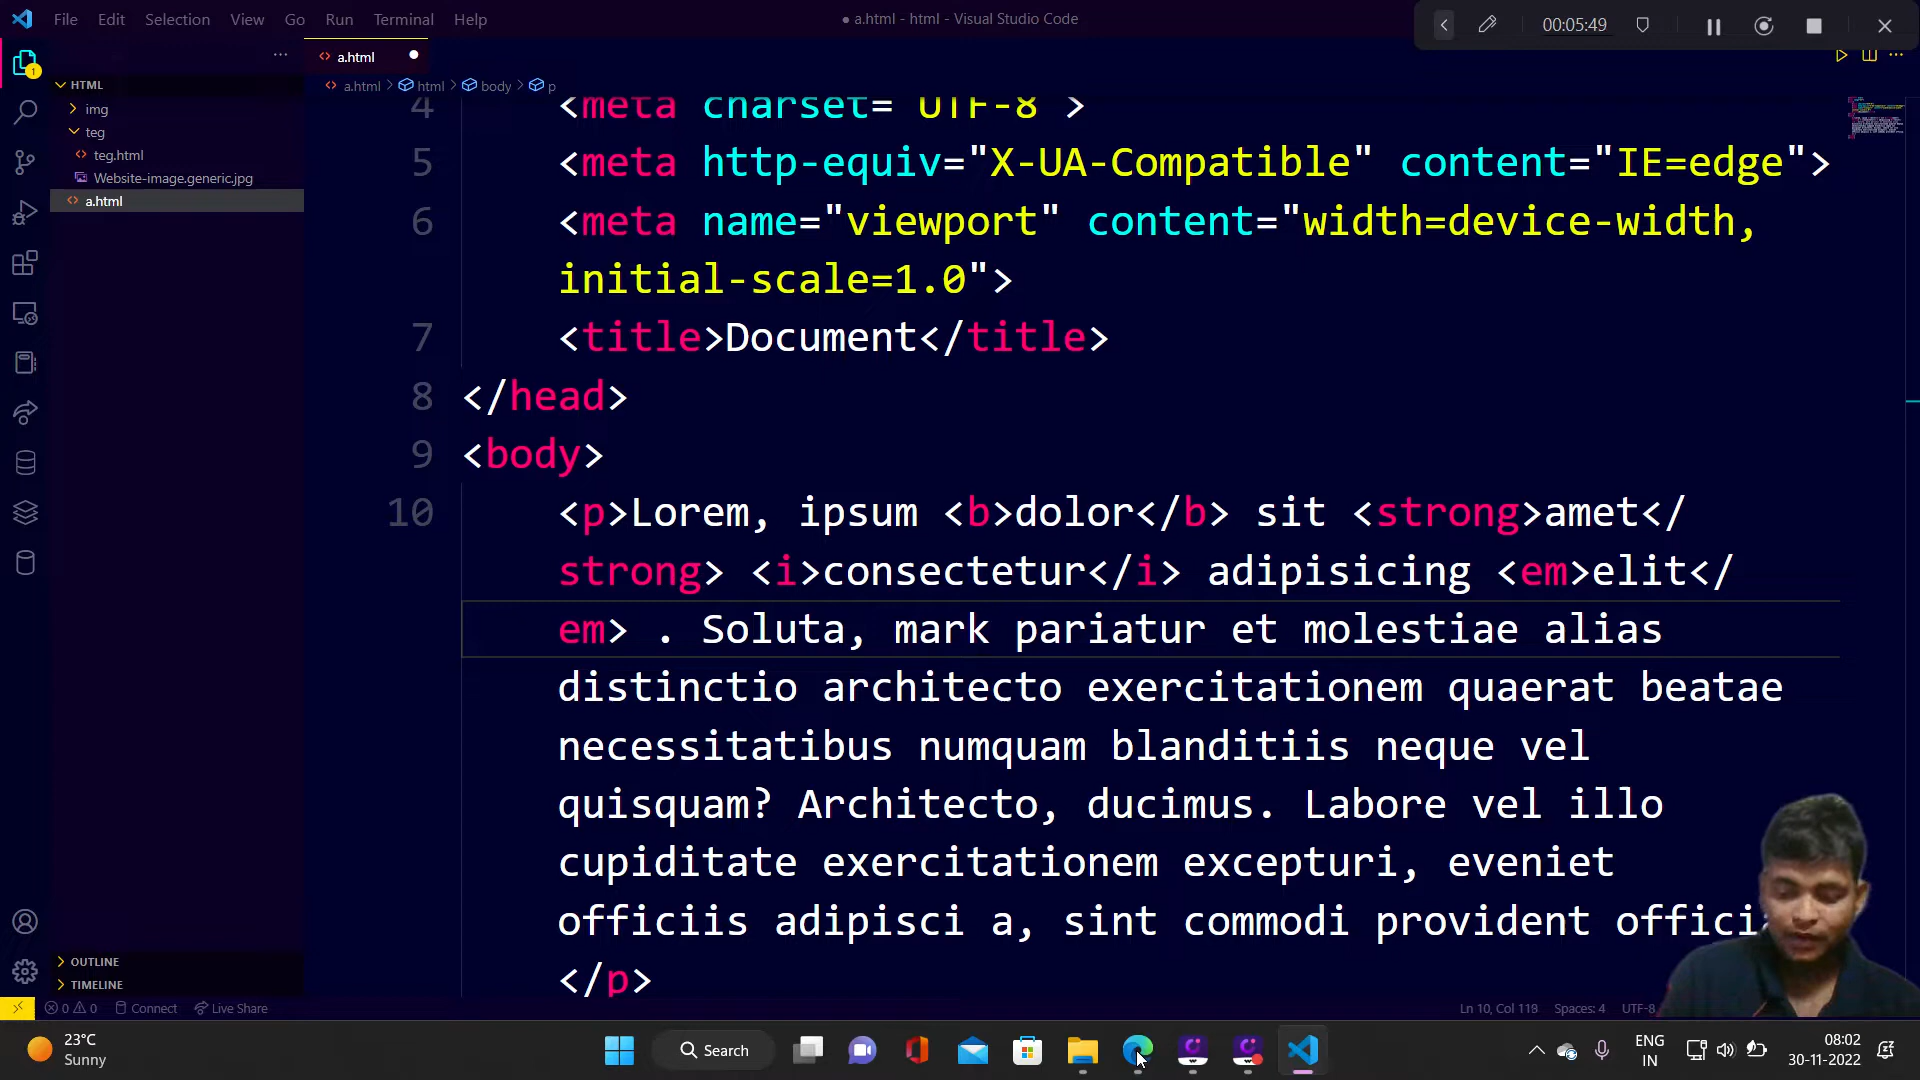 File Edit Selection View Go Run Terminal Help
● a.html - html - Visual Studio Code
00:05:49
a.html
HTML
img
teg
teg.html
Website-image.generic.jpg
a.html
OUTLINE
TIMELINE
a.html > html > body > p
4 <meta charset="UTF-8">
5 <meta http-equiv="X-UA-Compatible" content="IE=edge">
6 <meta name="viewport" content="width=device-width,
initial-scale=1.0">
7 <title>Document</title>
8 </head>
9 <body>
10 <p>Lorem, ipsum <b>dolor</b> sit <strong>amet</
strong> <i>consectetur</i> adipisicing <em>elit</
em> . Soluta, mark pariatur et molestiae alias
distinctio architecto exercitationem quaerat beatae
necessitatibus numquam blanditiis neque vel
quisquam? Architecto, ducimus. Labore vel illo
cupiditate exercitationem excepturi, eveniet
officiis adipisci a, sint commodi provident offici
</p>
0 0 Connect Live Share
Ln 10, Col 119 Spaces: 4 UTF-8
23°C
Sunny
Search
ENG
IN
08:02
30-11-2022